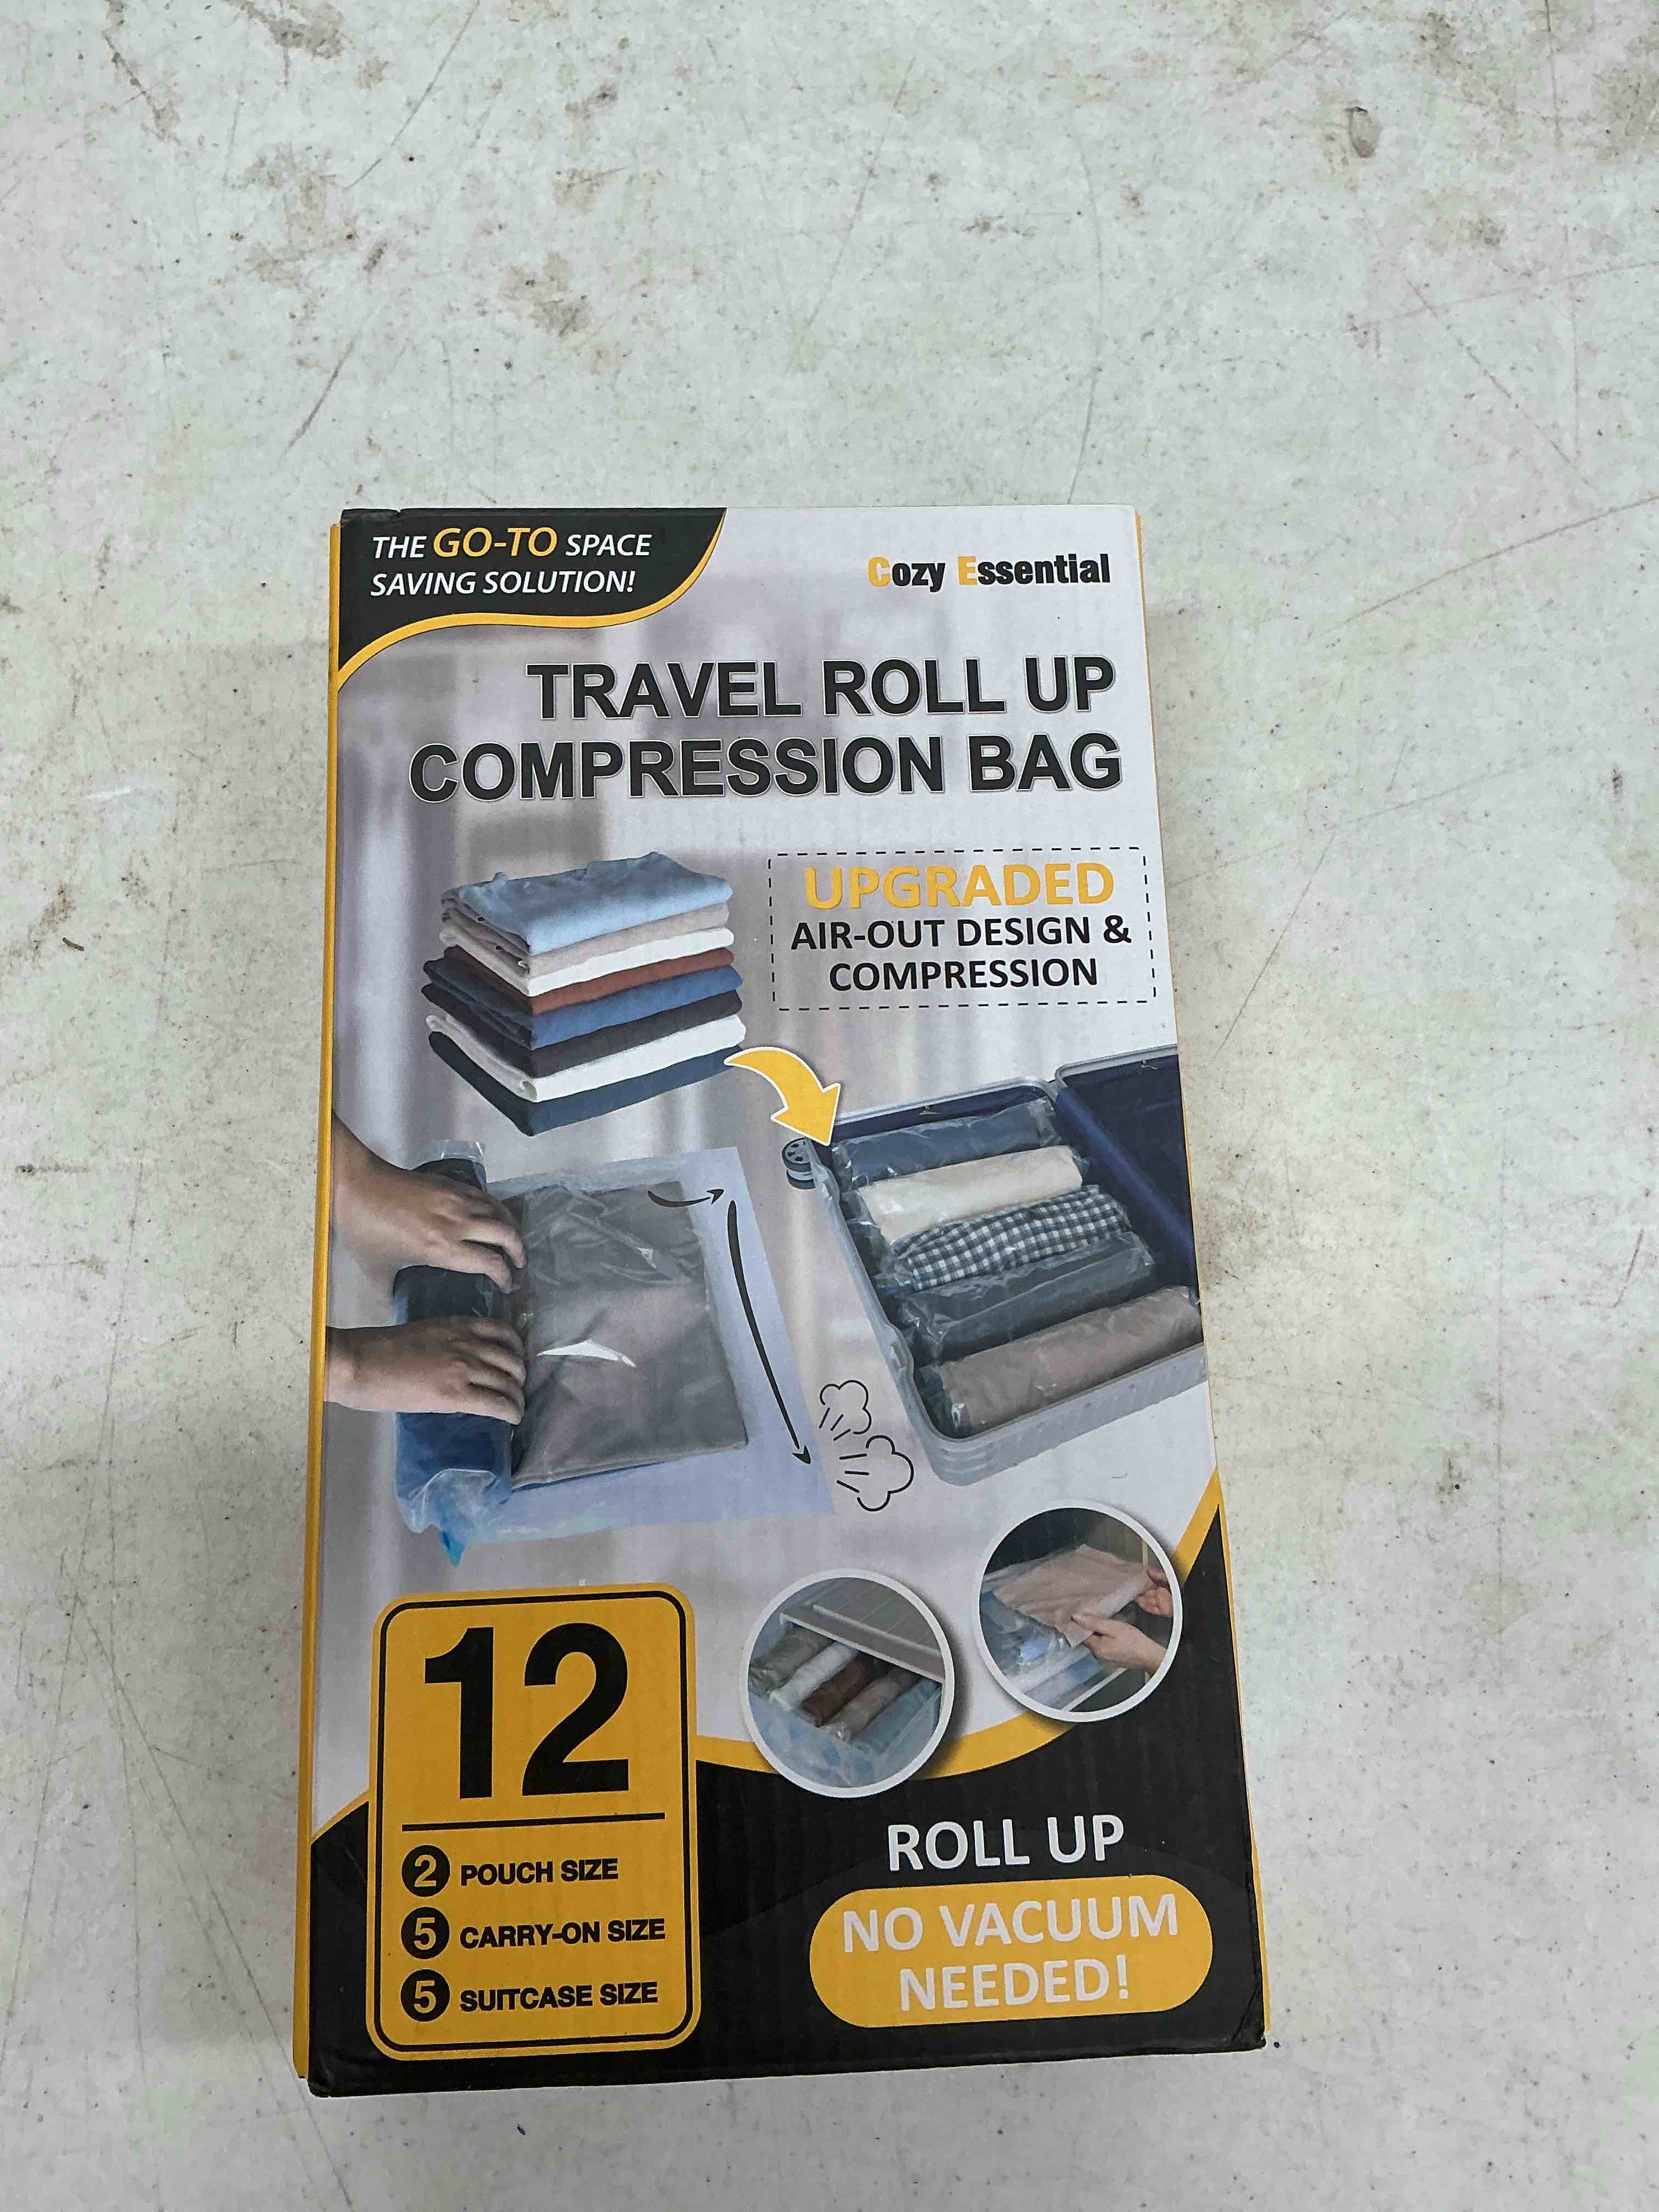 THE GO-TO SPACE
SAVING SOLUTION!
Cozy Essential
TRAVEL ROLL UP
COMPRESSION BAG
UPGRADED
AIR-OUT DESIGN &
COMPRESSION
12
2 POUCH SIZE
5 CARRY-ON SIZE
5 SUITCASE SIZE
ROLL UP
NO VACUUM
NEEDED!